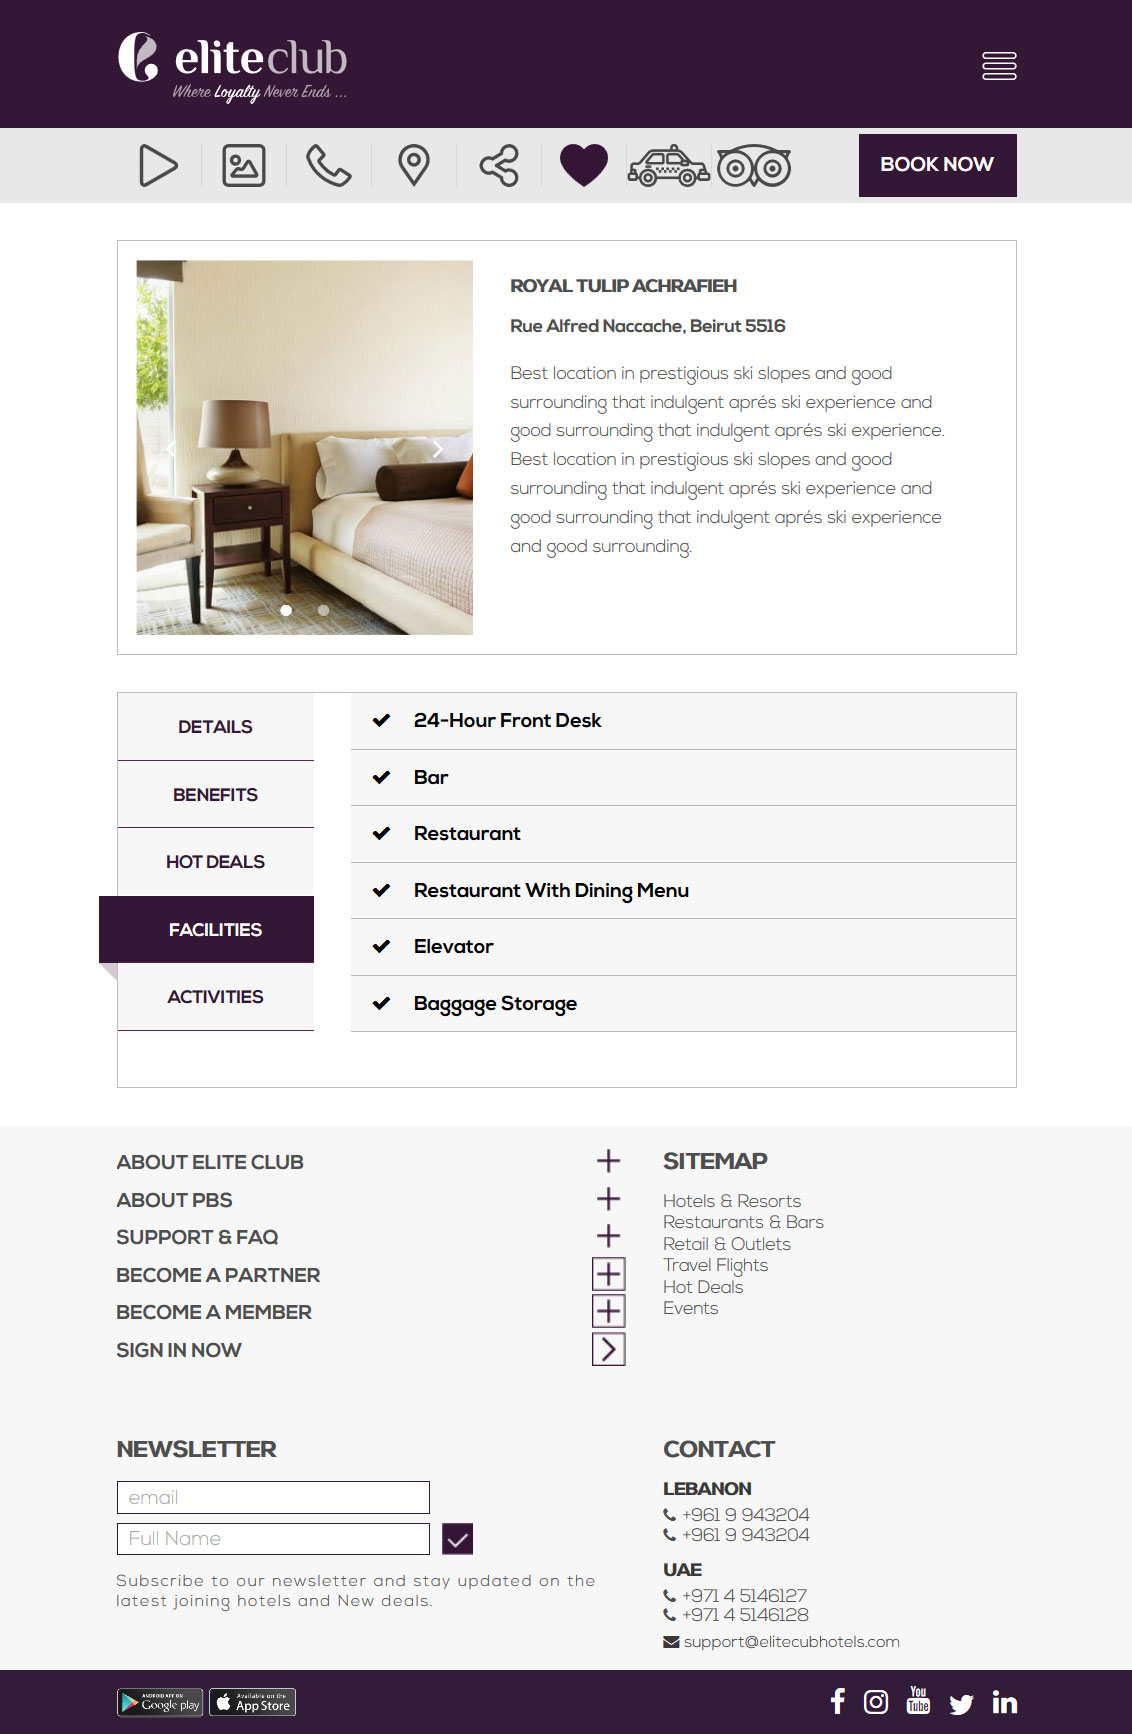 elite club
Where Loyalty Never Ends ...
BOOK NOW
ROYAL TULIP ACHRAFIEH
Rue Alfred Naccache, Beirut 5516
Best location in prestigious ski slopes and good
surrounding that indulgent aprés ski experience and
good surrounding that indulgent aprés ski experience.
Best location in prestigious ski slopes and good
surrounding that indulgent aprés ski experience and
good surrounding that indulgent aprés ski experience
and good surrounding.
DETAILS
BENEFITS
HOT DEALS
FACILITIES
ACTIVITIES
24-Hour Front Desk
Bar
Restaurant
Restaurant With Dining Menu
Elevator
Baggage Storage
ABOUT ELITE CLUB
ABOUT PBS
SUPPORT & FAQ
BECOME A PARTNER
BECOME A MEMBER
SIGN IN NOW
SITEMAP
Hotels & Resorts
Restaurants & Bars
Retail & Outlets
Travel Flights
Hot Deals
Events
NEWSLETTER
email
Full Name
Subscribe to our newsletter and stay updated on the
latest joining hotels and New deals.
CONTACT
LEBANON
+961 9 943204
+961 9 943204
UAE
+971 4 5146127
+971 4 5146128
support@elitecubhotels.com
ANDROID APP ON
Google play
Available on the
App Store
You
Tube